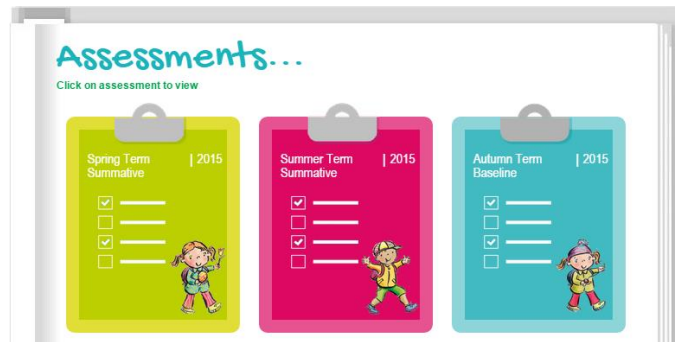 Assessments...
Click on assessment to view
Spring Term | 2015
Summative
Summer Term | 2015
Summative
Autumn Term | 2015
Baseline